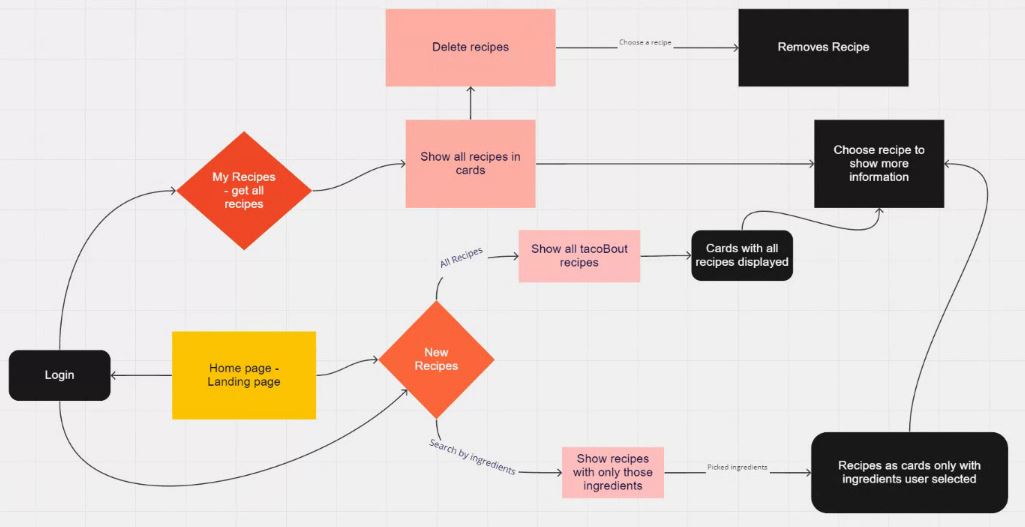 Delete recipes
Choose a recipe
Removes Recipe
My Recipes
- get all
recipes
Show all recipes in
cards
Choose recipe to
show more
information
All Recipes
Show all tacoBout
recipes
Cards with all
recipes displayed
Login
Home page -
Landing page
New
Recipes
Search by ingredients
Show recipes
with only those
ingredients
Picked ingredients
Recipes as cards only with
ingredients user selected